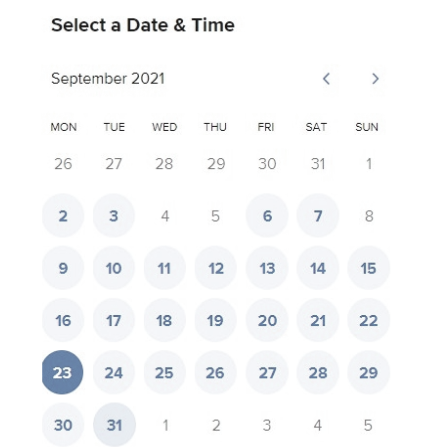 Select a Date & Time
September 2021
MON TUE WED THU FRI SAT SUN
26 27 28 29 30 31 1
2 3 4 5 6 7 8
9 10 11 12 13 14 15
16 17 18 19 20 21 22
23 24 25 26 27 28 29
30 31 1 2 3 4 5